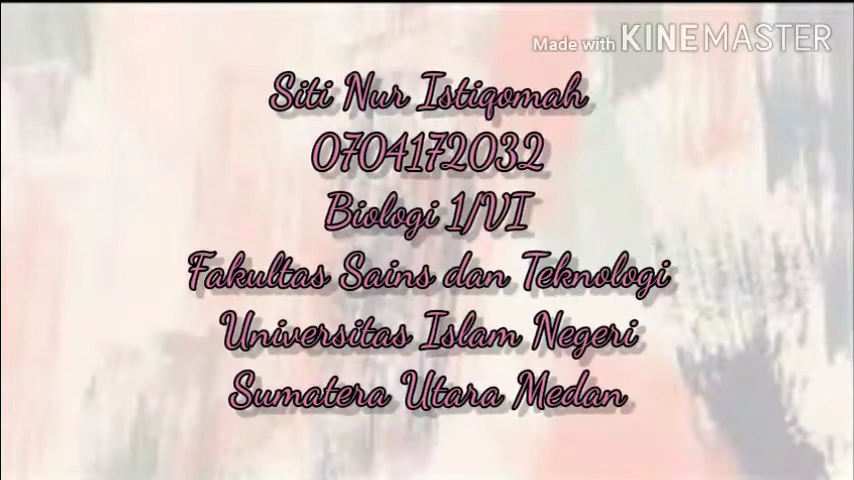 Made with KINEMASTER
Siti Nur Istiqomah
0704172032
Biologi 1/VI
Fakultas Sains dan Teknologi
Universitas Islam Negeri
Sumatera Utara Medan